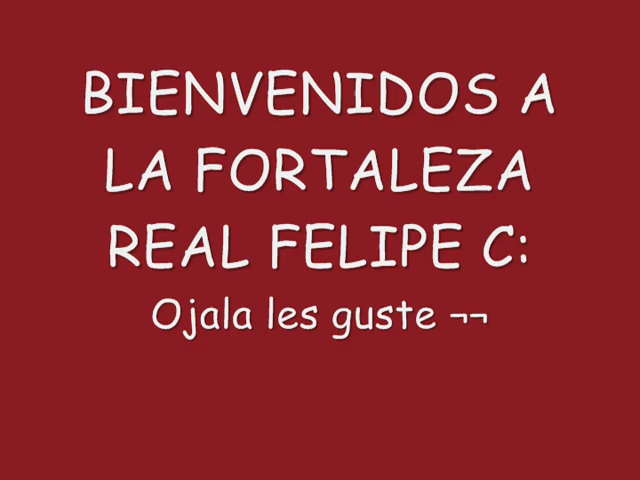 BIENVENIDOS A
LA FORTALEZA
REAL FELIPE C:
Ojala les guste ¬¬